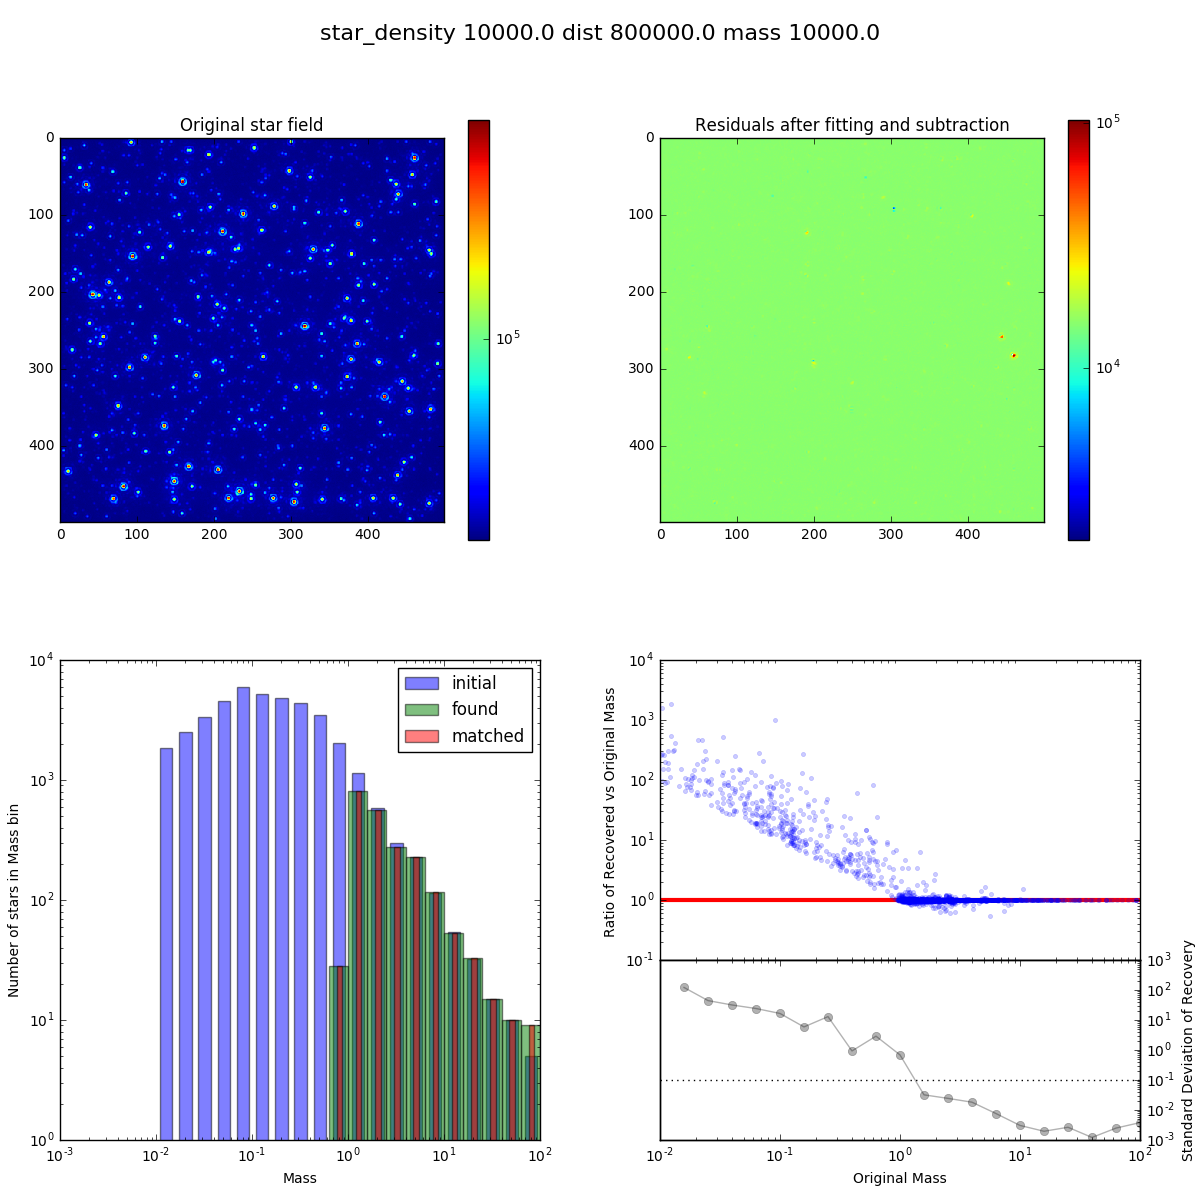 star_density 10000.0 dist 800000.0 mass 10000.0
Original star field
0
100
200
300
400
0 100 200 300 400
10^5
Residuals after fitting and subtraction
0
100
200
300
400
0 100 200 300 400
10^5
10^4
Number of stars in Mass bin
10^4
10^3
10^2
10^1
10^0
initial
found
matched
10^-3 10^-2 10^-1 10^0 10^1 10^2
Mass
Ratio of Recovered vs Original Mass
10^4
10^3
10^2
10^1
10^0
10^-1
Standard Deviation of Recovery
10^3
10^2
10^1
10^0
10^-1
10^-2
10^-3
10^-2 10^-1 10^0 10^1 10^2
Original Mass